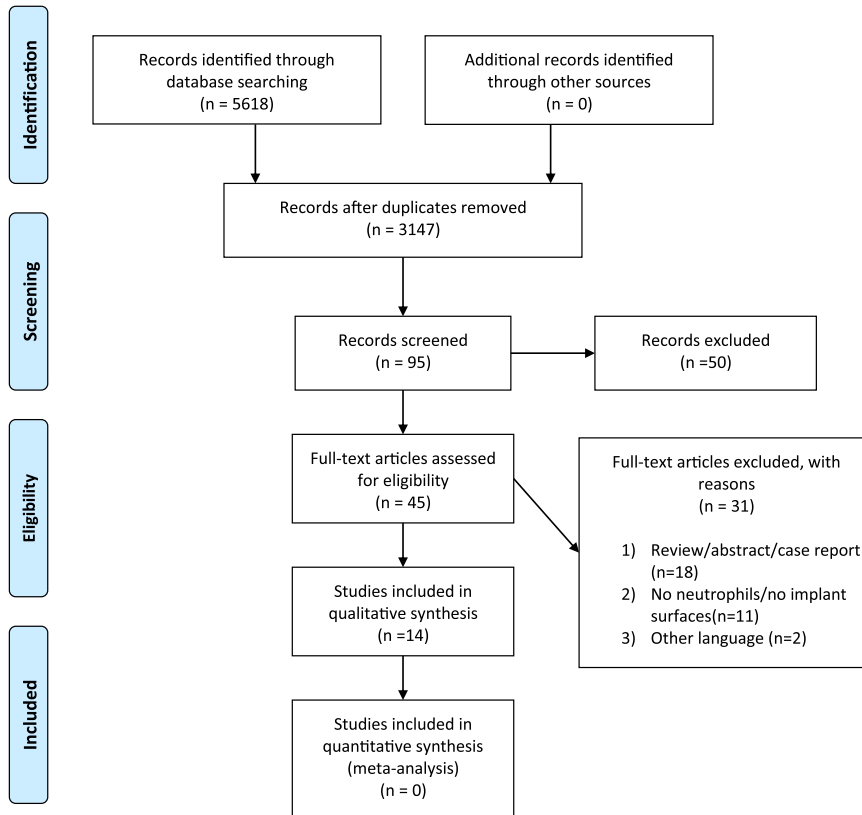 Identification
Records identified through
database searching
(n = 5618)
Additional records identified
through other sources
(n = 0)
Records after duplicates removed
(n = 3147)
Screening
Records screened
(n = 95)
Records excluded
(n =50)
Eligibility
Full-text articles assessed
for eligibility
(n = 45)
Full-text articles excluded, with
reasons
(n = 31)
1) Review/abstract/case report
(n=18)
2) No neutrophils/no implant
surfaces(n=11)
3) Other language (n=2)
Studies included in
qualitative synthesis
(n =14)
Included
Studies included in
quantitative synthesis
(meta-analysis)
(n = 0)